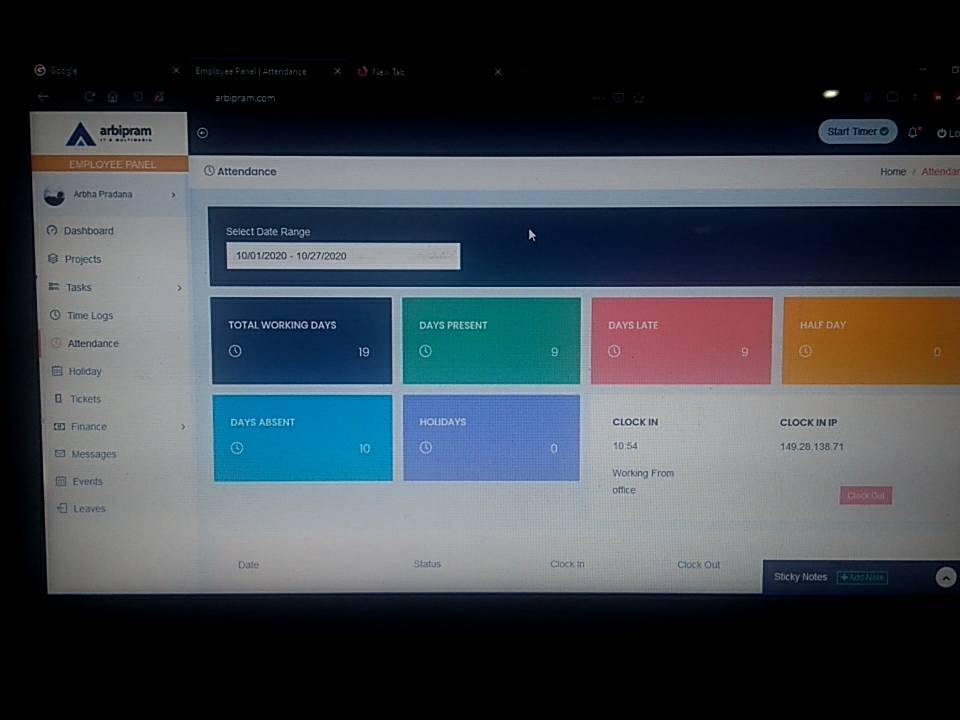 Google
Employee Panel | Attendance
New Tab
arbipram.com
arbipram
IT & MULTIMEDIA
Start Timer
Lo
EMPLOYEE PANEL
Attendance
Home / Attendan
Arbha Pradana
Dashboard
Projects
Tasks
Time Logs
Attendance
Holiday
Tickets
Finance
Messages
Events
Leaves
Select Date Range
10/01/2020 - 10/27/2020
TOTAL WORKING DAYS
19
DAYS PRESENT
9
DAYS LATE
9
HALF DAY
0
DAYS ABSENT
10
HOLIDAYS
0
CLOCK IN
10:54
Working From
office
CLOCK IN IP
149.28.138.71
Clock Out
Date Status Clock In Clock Out
Sticky Notes
+Add Note